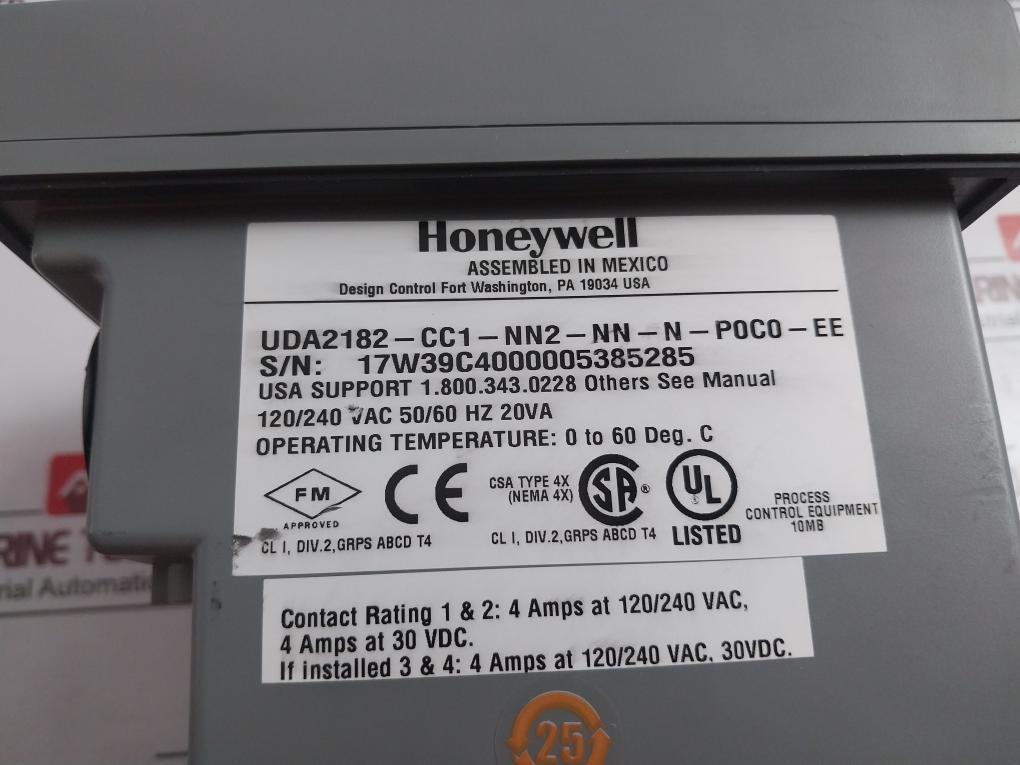 Honeywell
ASSEMBLED IN MEXICO
Design Control Fort Washington, PA 19034 USA
UDA2182-CC1-NN2-NN-N-P0C0-EE
S/N: 17W39C4000005385285
USA SUPPORT 1.800.343.0228 Others See Manual
120/240 VAC 50/60 HZ 20VA
OPERATING TEMPERATURE: 0 to 60 Deg. C
FM
APPROVED
CL I, DIV.2,GRPS ABCD T4
CE
CSA TYPE 4X
(NEMA 4X)
SA ®
CL I, DIV.2,GRPS ABCD T4
UL
LISTED
PROCESS
CONTROL EQUIPMENT
10MB
Contact Rating 1 & 2: 4 Amps at 120/240 VAC,
4 Amps at 30 VDC.
If installed 3 & 4: 4 Amps at 120/240 VAC, 30VDC.
25